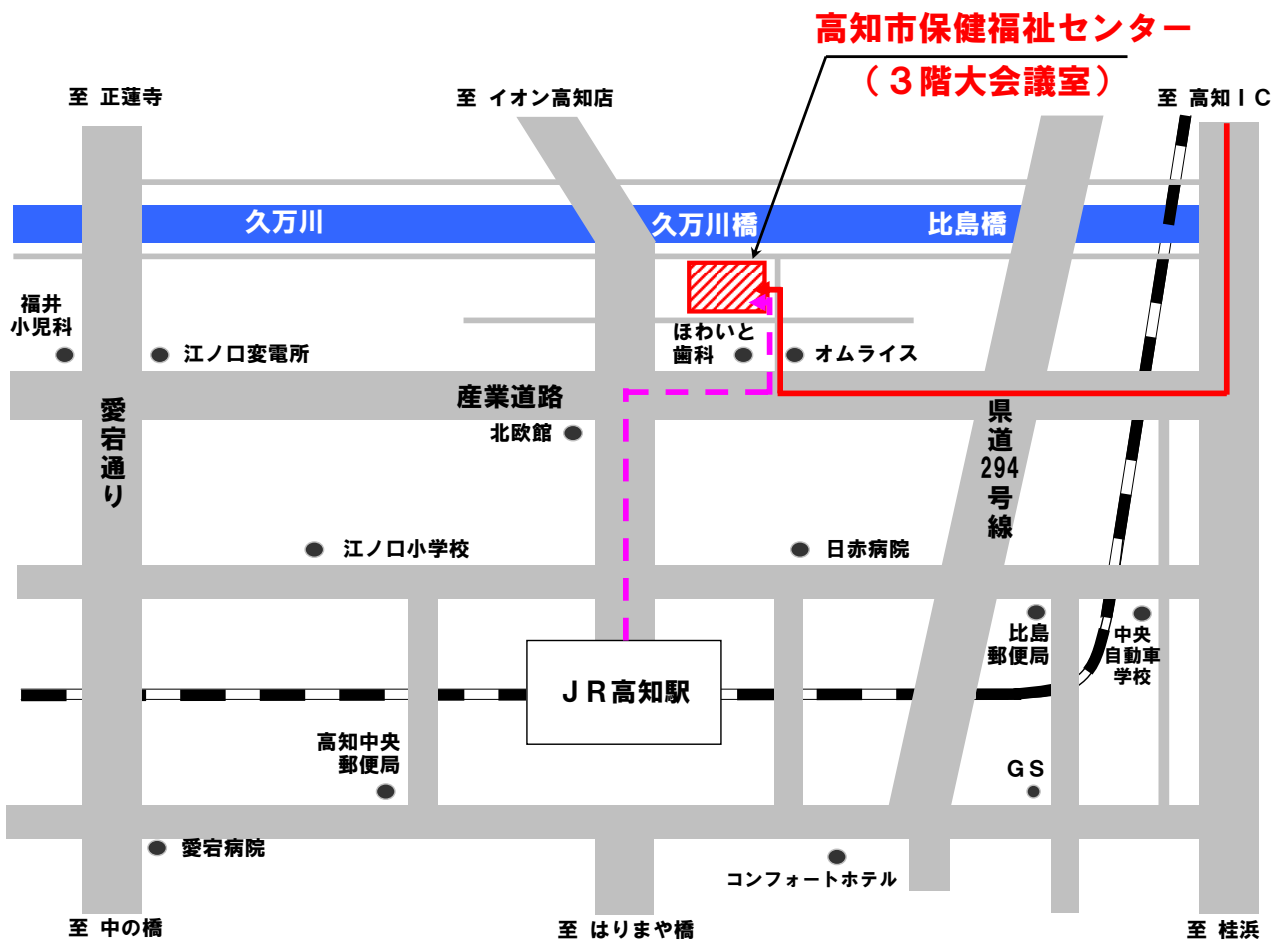 高知市保健福祉センター
（３階大会議室）
至 正蓮寺
至 イオン高知店
至 高知ＩＣ
久万川
久万川橋
比島橋
福井
小児科
江ノ口変電所
ほわいと
歯科
オムライス
産業道路
愛宕通り
北欧館
県道294号線
江ノ口小学校
日赤病院
比島
郵便局
中央
自動車
学校
ＪＲ高知駅
高知中央
郵便局
ＧＳ
愛宕病院
コンフォートホテル
至 中の橋
至 はりまや橋
至 桂浜